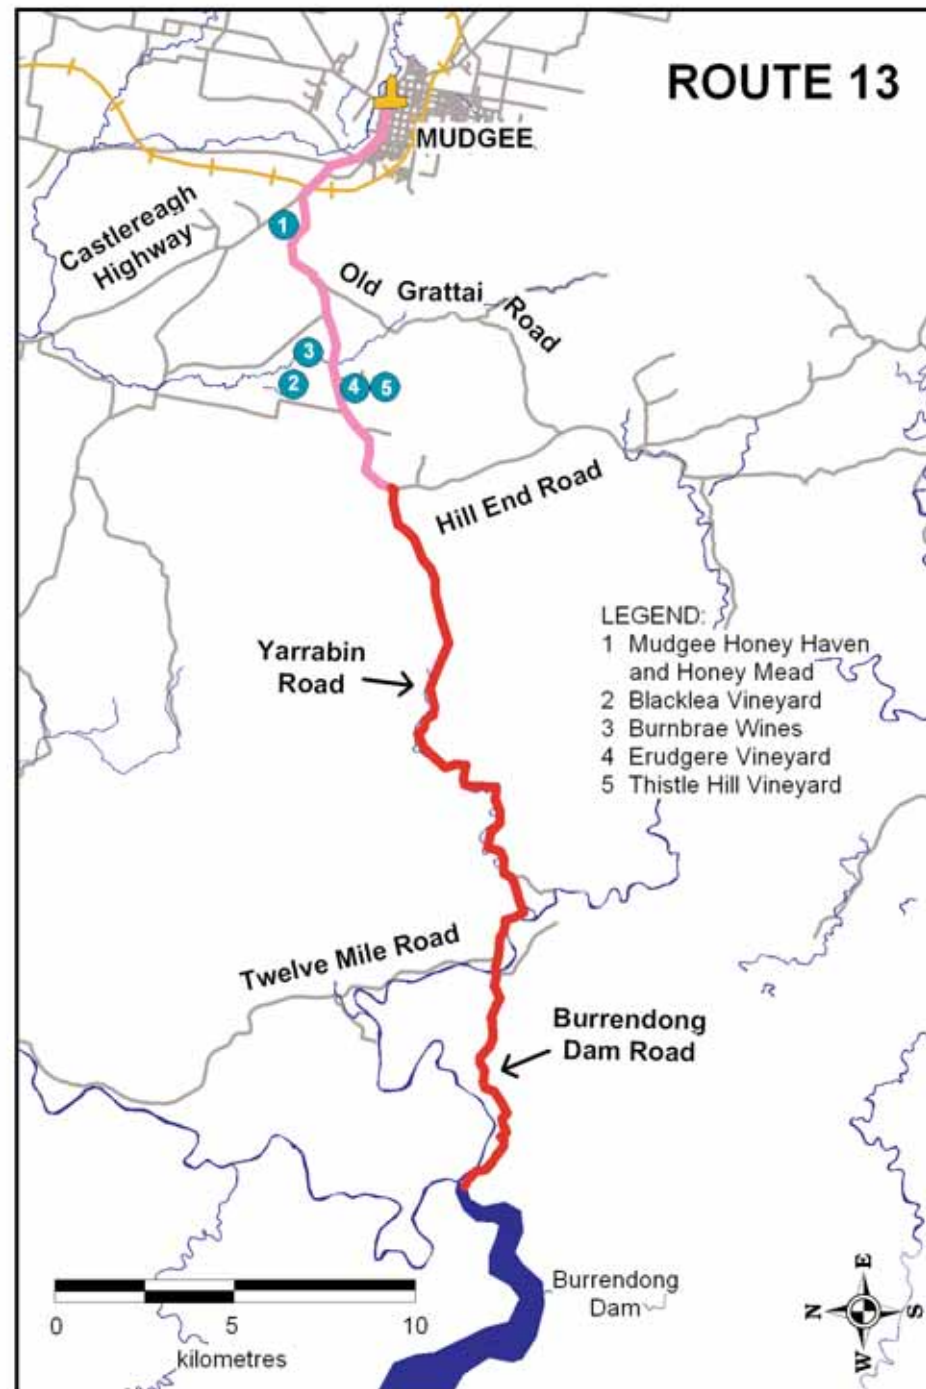 ROUTE 13
MUDGEE
Castlereagh
Highway
1
Old Grattai Road
3
2
4
5
Hill End Road
LEGEND:
1 Mudgee Honey Haven
and Honey Mead
2 Blacklea Vineyard
3 Burnbrae Wines
4 Erudgere Vineyard
5 Thistle Hill Vineyard
Yarrabin
Road
Twelve Mile Road
Burrendong
Dam Road
Burrendong
Dam
0 5 10
kilometres
E
N S
W